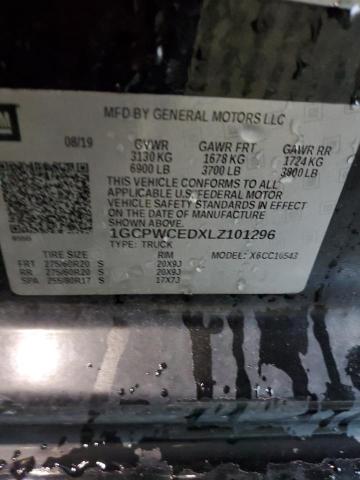 GM
MFD BY GENERAL MOTORS LLC
08/19 GVWR GAWR FRT GAWR RR
3130 KG 1678 KG 1724 KG
6900 LB 3700 LB 3800 LB
THIS VEHICLE CONFORMS TO ALL
APPLICABLE U.S. FEDERAL MOTOR
VEHICLE SAFETY STANDARDS IN EFFECT
ON THE DATE OF MANUFACTURE
SHOWN ABOVE.
1GCPWCEDXLZ101296
TYPE: TRUCK
TIRE SIZE RIM MODEL: X6CC10543
FRT 275/60R20 S 20X9J
RR 275/60R20 S 20X9J
SPA 255/80R17 S 17X7J